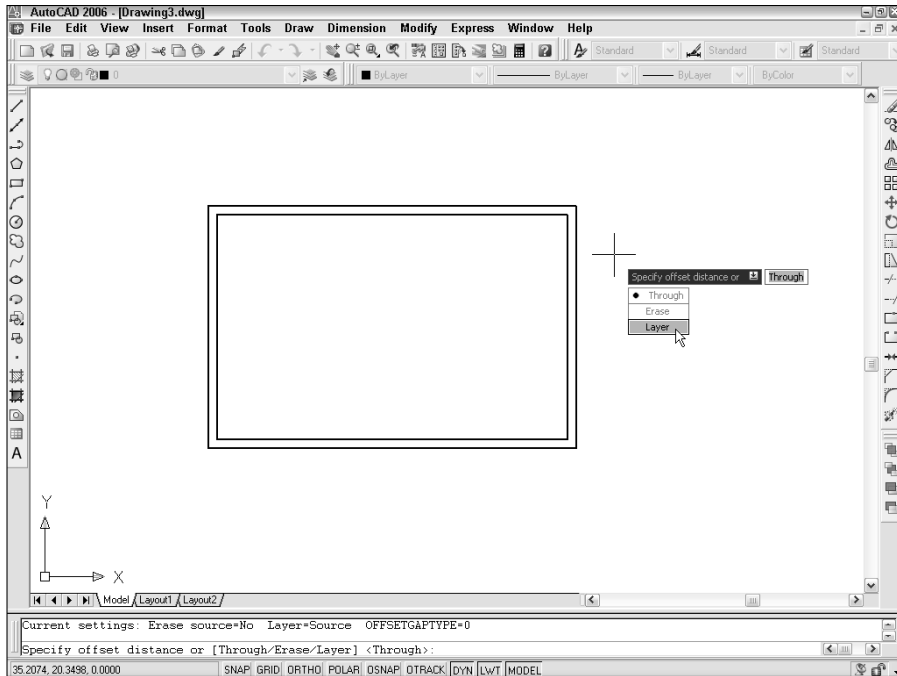 AutoCAD 2006 - [Drawing3.dwg]
File Edit View Insert Format Tools Draw Dimension Modify Express Window Help
Standard Standard Standard
0 ByLayer ByLayer ByLayer ByColor
Specify offset distance or Through
Through
Erase
Layer
A
Y
X
Model Layout1 Layout2
Current settings: Erase source=No Layer=Source OFFSETGAPTYPE=0
Specify offset distance or [Through/Erase/Layer] <Through>:
35.2074, 20.3498, 0.0000 SNAP GRID ORTHO POLAR OSNAP OTRACK DYN LWT MODEL